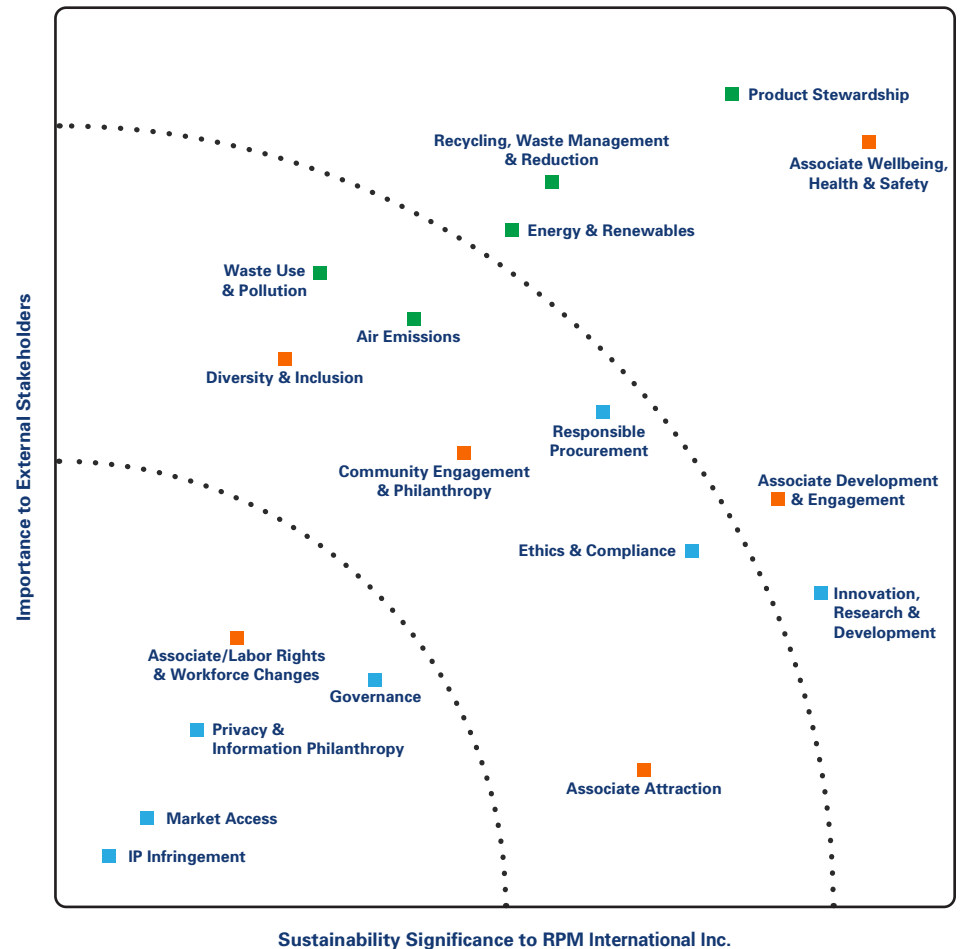 Product Stewardship
Recycling, Waste Management
& Reduction
Associate Wellbeing,
Health & Safety
Energy & Renewables
Waste Use
& Pollution
Air Emissions
Diversity & Inclusion
Responsible
Procurement
Community Engagement
& Philanthropy
Associate Development
& Engagement
Ethics & Compliance
Innovation,
Research &
Development
Associate/Labor Rights
& Workforce Changes
Governance
Privacy &
Information Philanthropy
Associate Attraction
Market Access
IP Infringement
Importance to External Stakeholders
Sustainability Significance to RPM International Inc.